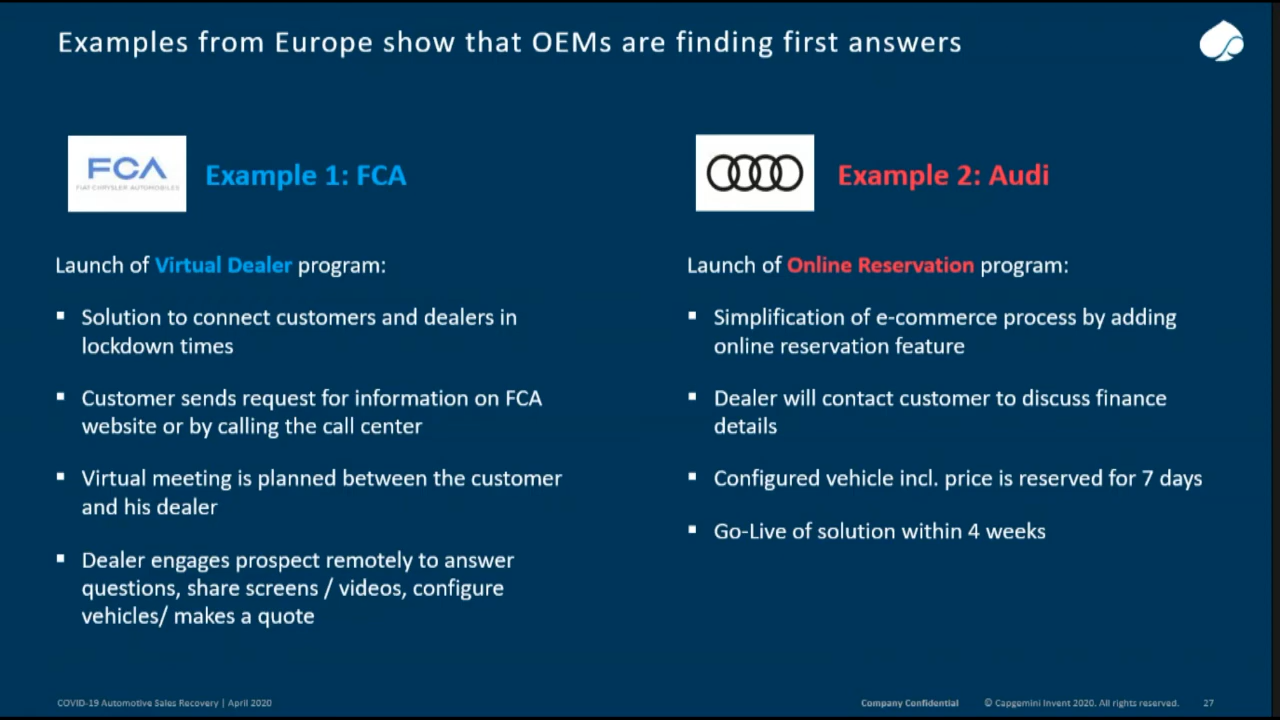 Examples from Europe show that OEMs are finding first answers
FCA
FIAT CHRYSLER AUTOMOBILES
Example 1: FCA
Launch of Virtual Dealer program:
▪ Solution to connect customers and dealers in
lockdown times
▪ Customer sends request for information on FCA
website or by calling the call center
▪ Virtual meeting is planned between the customer
and his dealer
▪ Dealer engages prospect remotely to answer
questions, share screens / videos, configure
vehicles/ makes a quote
Example 2: Audi
Launch of Online Reservation program:
▪ Simplification of e-commerce process by adding
online reservation feature
▪ Dealer will contact customer to discuss finance
details
▪ Configured vehicle incl. price is reserved for 7 days
▪ Go-Live of solution within 4 weeks
COVID-19 Automotive Sales Recovery | April 2020
Company Confidential
© Capgemini Invent 2020. All rights reserved.
27